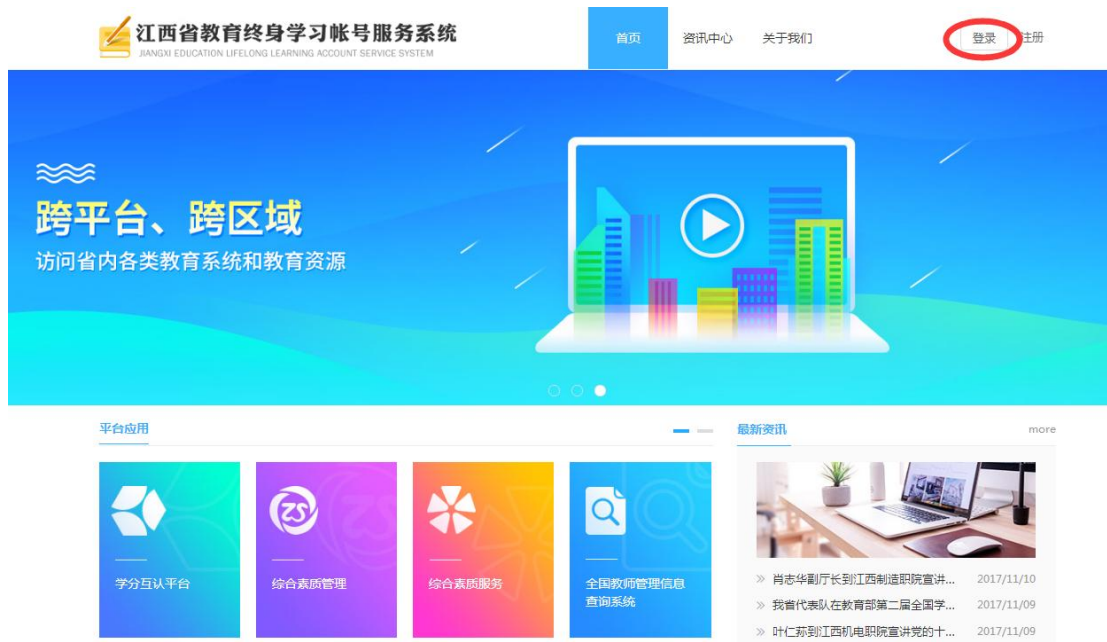 江西省教育终身学习帐号服务系统
JIANGXI EDUCATION LIFELONG LEARNING ACCOUNT SERVICE SYSTEM
首页 资讯中心 关于我们 登录 注册
跨平台、跨区域
访问省内各类教育系统和教育资源
平台应用
最新资讯 more
学分互认平台
综合素质管理
综合素质服务
全国教师管理信息
查询系统
肖志华副厅长到江西制造职院宣讲... 2017/11/10
我省代表队在教育部第二届全国学... 2017/11/09
叶仁荪到江西机电职院宣讲党的十... 2017/11/09